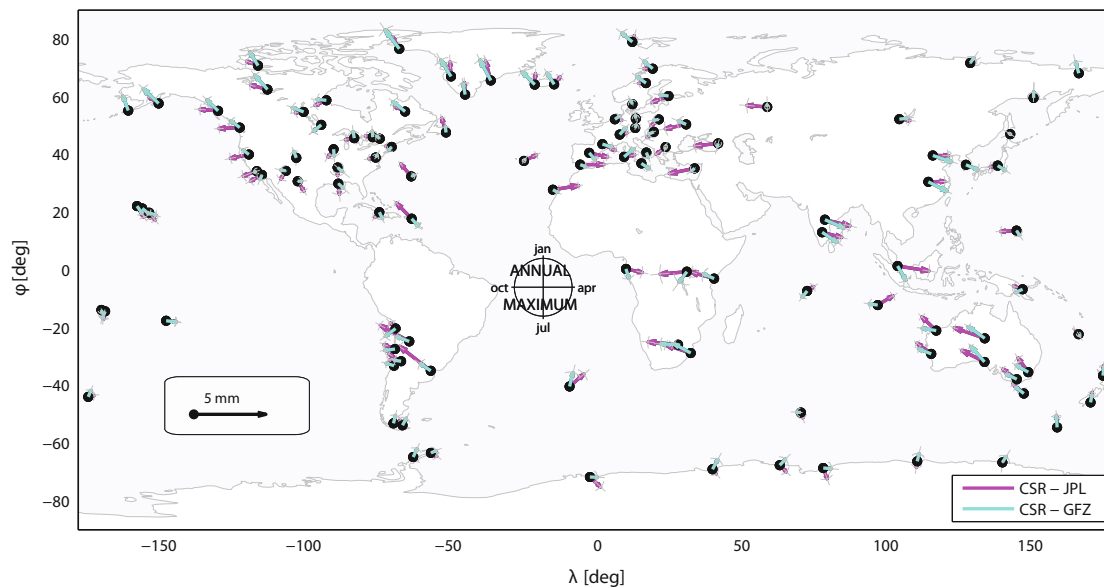 80
60
40
20
0
−20
−40
−60
−80
φ [deg]
jan
ANNUAL
oct
apr
MAXIMUM
jul
5 mm
CSR − JPL
CSR − GFZ
−150
−100
−50
0
50
100
150
λ [deg]